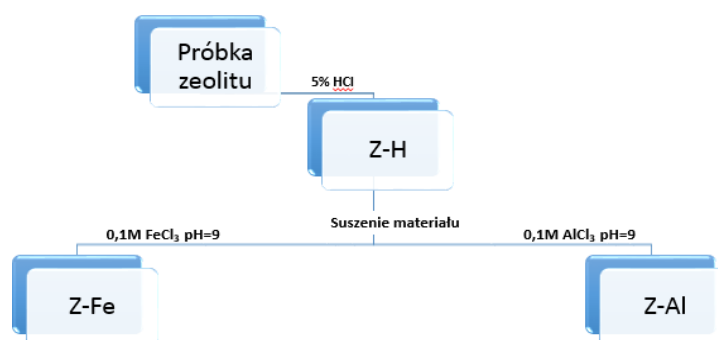 Próbka
zeolitu
5% HCl
Z-H
Suszenie materiału
0,1M FeCl₃ pH=9
0,1M AlCl₃ pH=9
Z-Fe
Z-Al